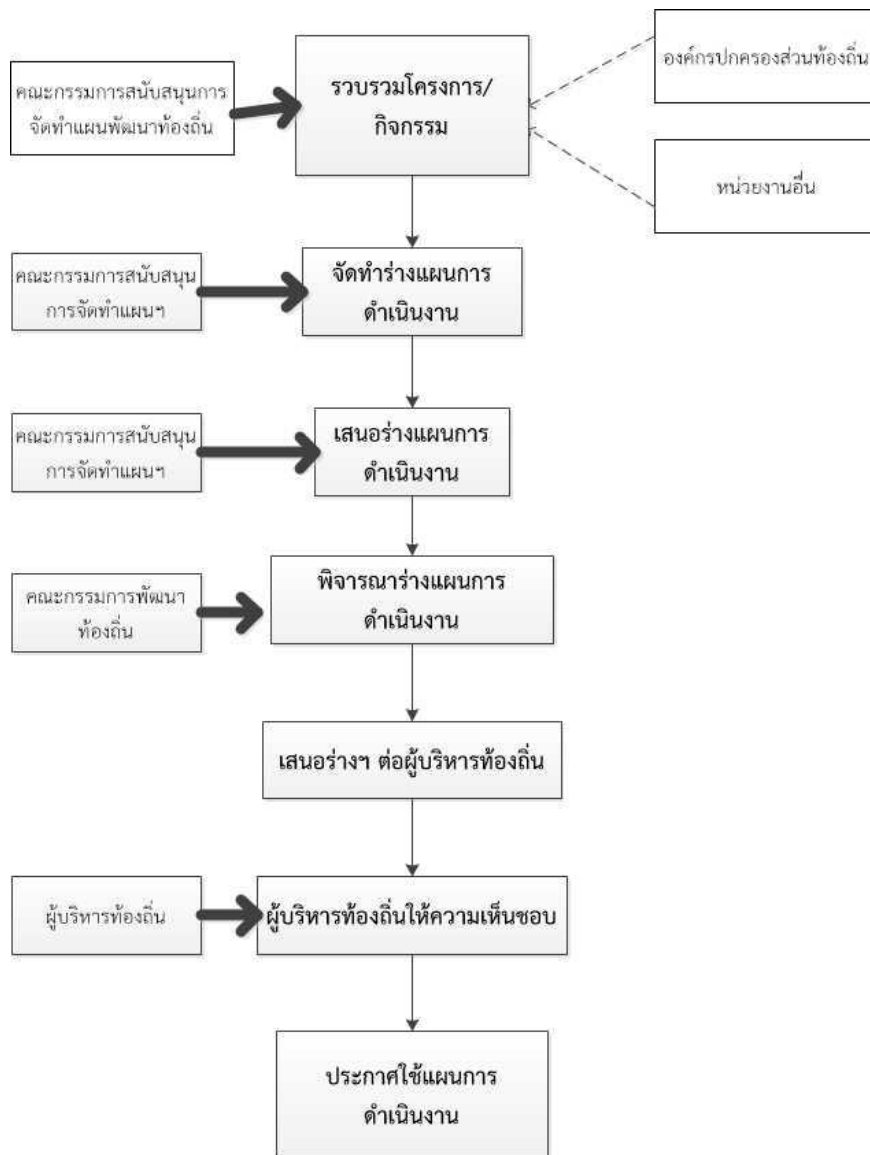 องค์กรปกครองส่วนท้องถิ่น
คณะกรรมการสนับสนุนการ
จัดทำแผนพัฒนาท้องถิ่น
รวบรวมโครงการ/
กิจกรรม
หน่วยงานอื่น
คณะกรรมการสนับสนุน
การจัดทำแผนฯ
จัดทำร่างแผนการ
ดำเนินงาน
คณะกรรมการสนับสนุน
การจัดทำแผนฯ
เสนอร่างแผนการ
ดำเนินงาน
คณะกรรมการพัฒนา
ท้องถิ่น
พิจารณาร่างแผนการ
ดำเนินงาน
เสนอร่างฯ ต่อผู้บริหารท้องถิ่น
ผู้บริหารท้องถิ่น
ผู้บริหารท้องถิ่นให้ความเห็นชอบ
ประกาศใช้แผนการ
ดำเนินงาน